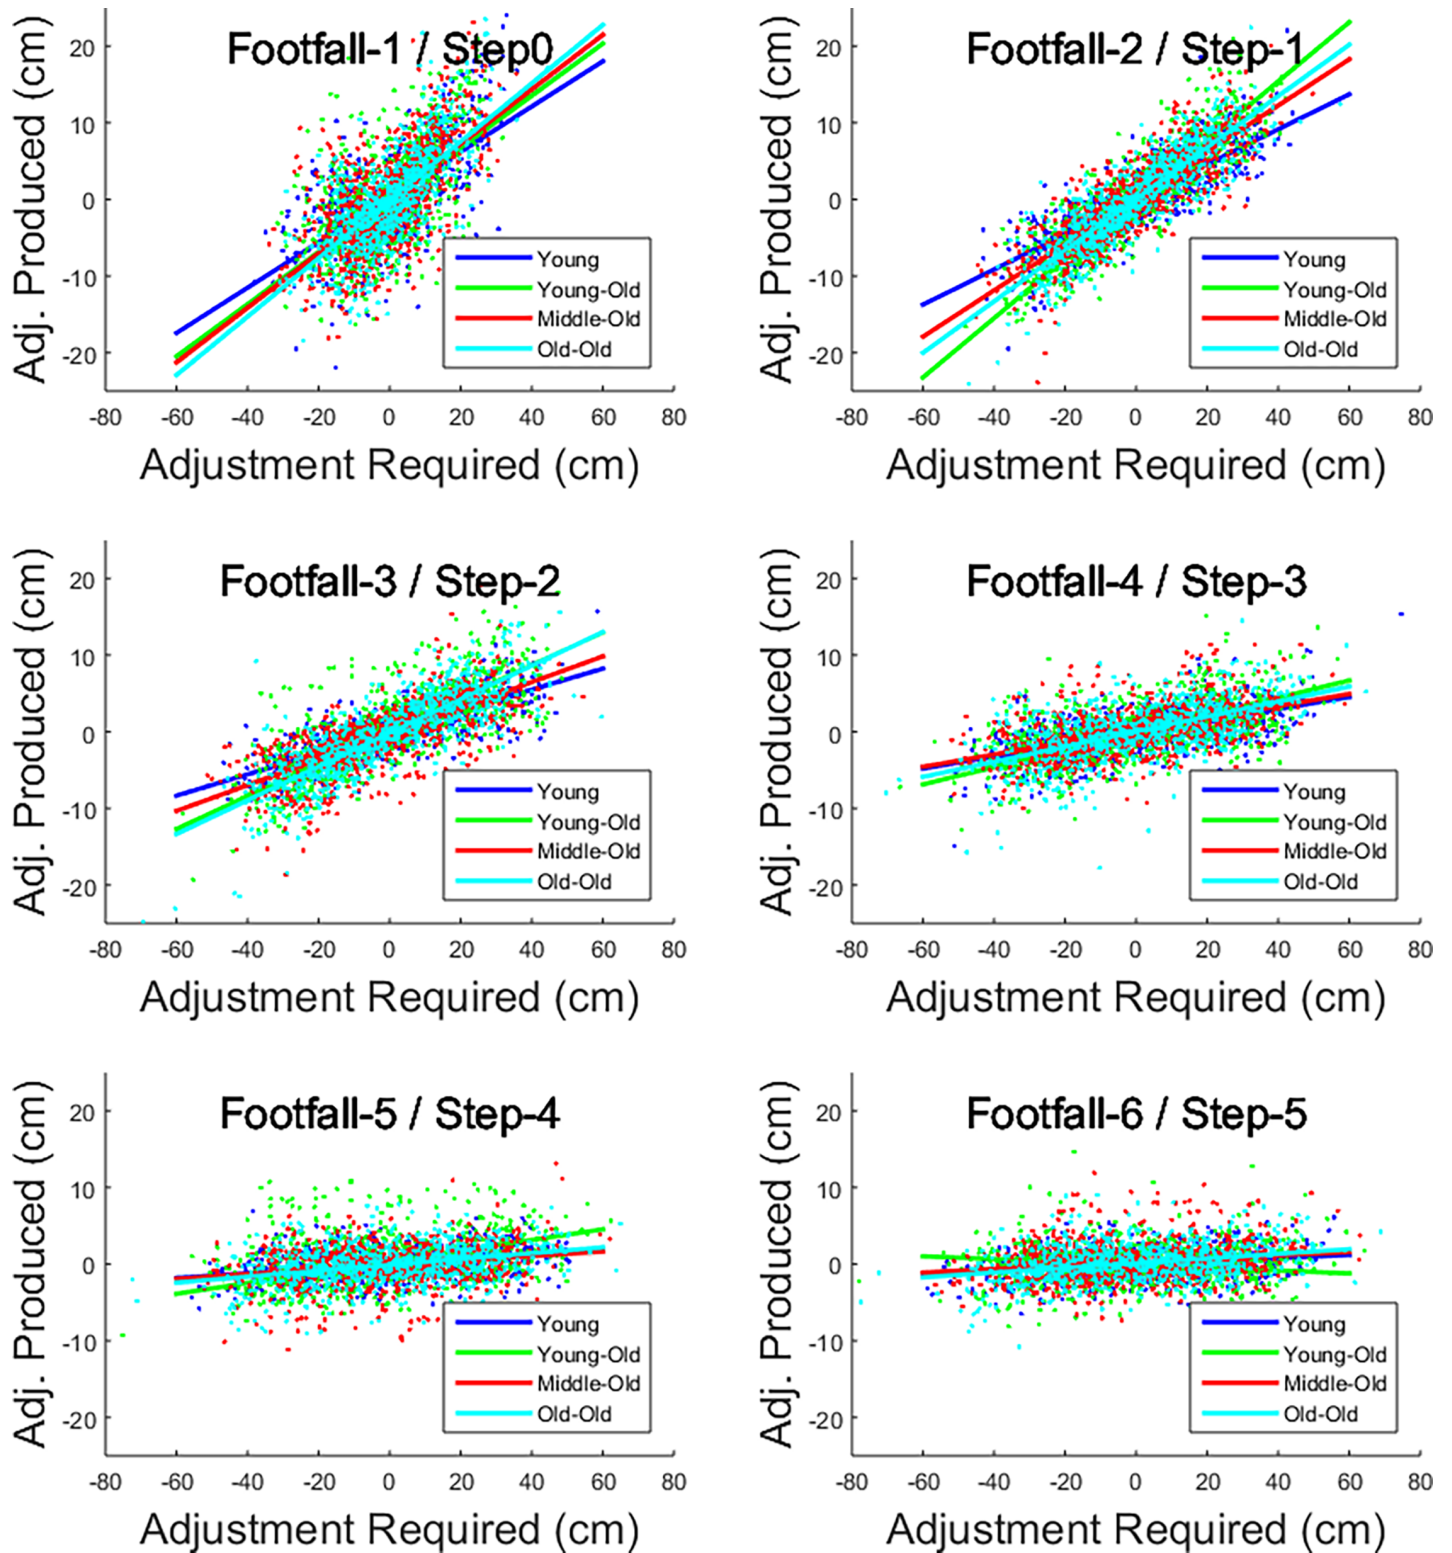 Footfall-1 / Step0
Adj. Produced (cm)
20
10
0
-10
-20
Young
Young-Old
Middle-Old
Old-Old
-80 -60 -40 -20 0 20 40 60 80
Adjustment Required (cm)
Footfall-2 / Step-1
Adj. Produced (cm)
20
10
0
-10
-20
Young
Young-Old
Middle-Old
Old-Old
-80 -60 -40 -20 0 20 40 60 80
Adjustment Required (cm)
Footfall-3 / Step-2
Adj. Produced (cm)
20
10
0
-10
-20
Young
Young-Old
Middle-Old
Old-Old
-80 -60 -40 -20 0 20 40 60 80
Adjustment Required (cm)
Footfall-4 / Step-3
Adj. Produced (cm)
20
10
0
-10
-20
Young
Young-Old
Middle-Old
Old-Old
-80 -60 -40 -20 0 20 40 60 80
Adjustment Required (cm)
Footfall-5 / Step-4
Adj. Produced (cm)
20
10
0
-10
-20
Young
Young-Old
Middle-Old
Old-Old
-80 -60 -40 -20 0 20 40 60 80
Adjustment Required (cm)
Footfall-6 / Step-5
Adj. Produced (cm)
20
10
0
-10
-20
Young
Young-Old
Middle-Old
Old-Old
-80 -60 -40 -20 0 20 40 60 80
Adjustment Required (cm)